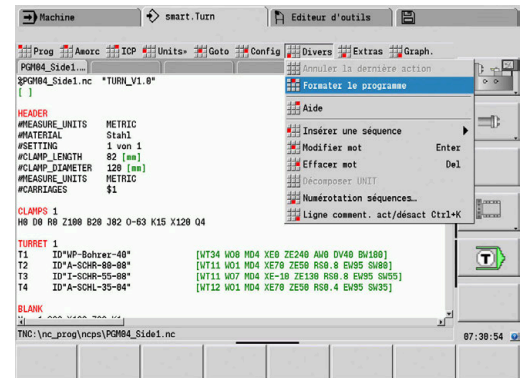 Machine
smart.Turn
Editeur d'outils
Prog Amorc ICP Units» Goto Config Divers Extras Graph.
PGM04_Side1....
%PGM04_Side1.nc "TURN_V1.0"
[ ]
Annuler la dernière action
Formater le programme
Aide
Insérer une séquence
Modifier mot Enter
Effacer mot Del
Décomposer UNIT
Numérotation séquences…
Ligne comment. act/désact Ctrl+K
HEADER
#MEASURE_UNITS METRIC
#MATERIAL Stahl
#SETTING 1 von 1
#CLAMP_LENGTH 82 [mm]
#CLAMP_DIAMETER 120 [mm]
#MEASURE_UNITS METRIC
#CARRIAGES $1
CLAMPS 1
H0 D0 R0 Z180 B20 J82 O-63 K15 X120 Q4
TURRET 1
T1 ID"WP-Bohrer-40" [WT34 WO0 MD4 XE0 ZE240 AW0 DV40 BW180]
T2 ID"A-SCHR-80-08" [WT11 WO1 MD4 XE70 ZE50 RS0.8 EW95 SW80]
T3 ID"I-SCHR-55-08" [WT11 WO7 MD4 XE-10 ZE130 RS0.8 EW95 SW55]
T4 ID"A-SCHL-35-04" [WT12 WO1 MD4 XE70 ZE50 RS0.4 EW95 SW35]
BLANK
TNC:\nc_prog\ncps\PGM04_Side1.nc
T
07:30:54